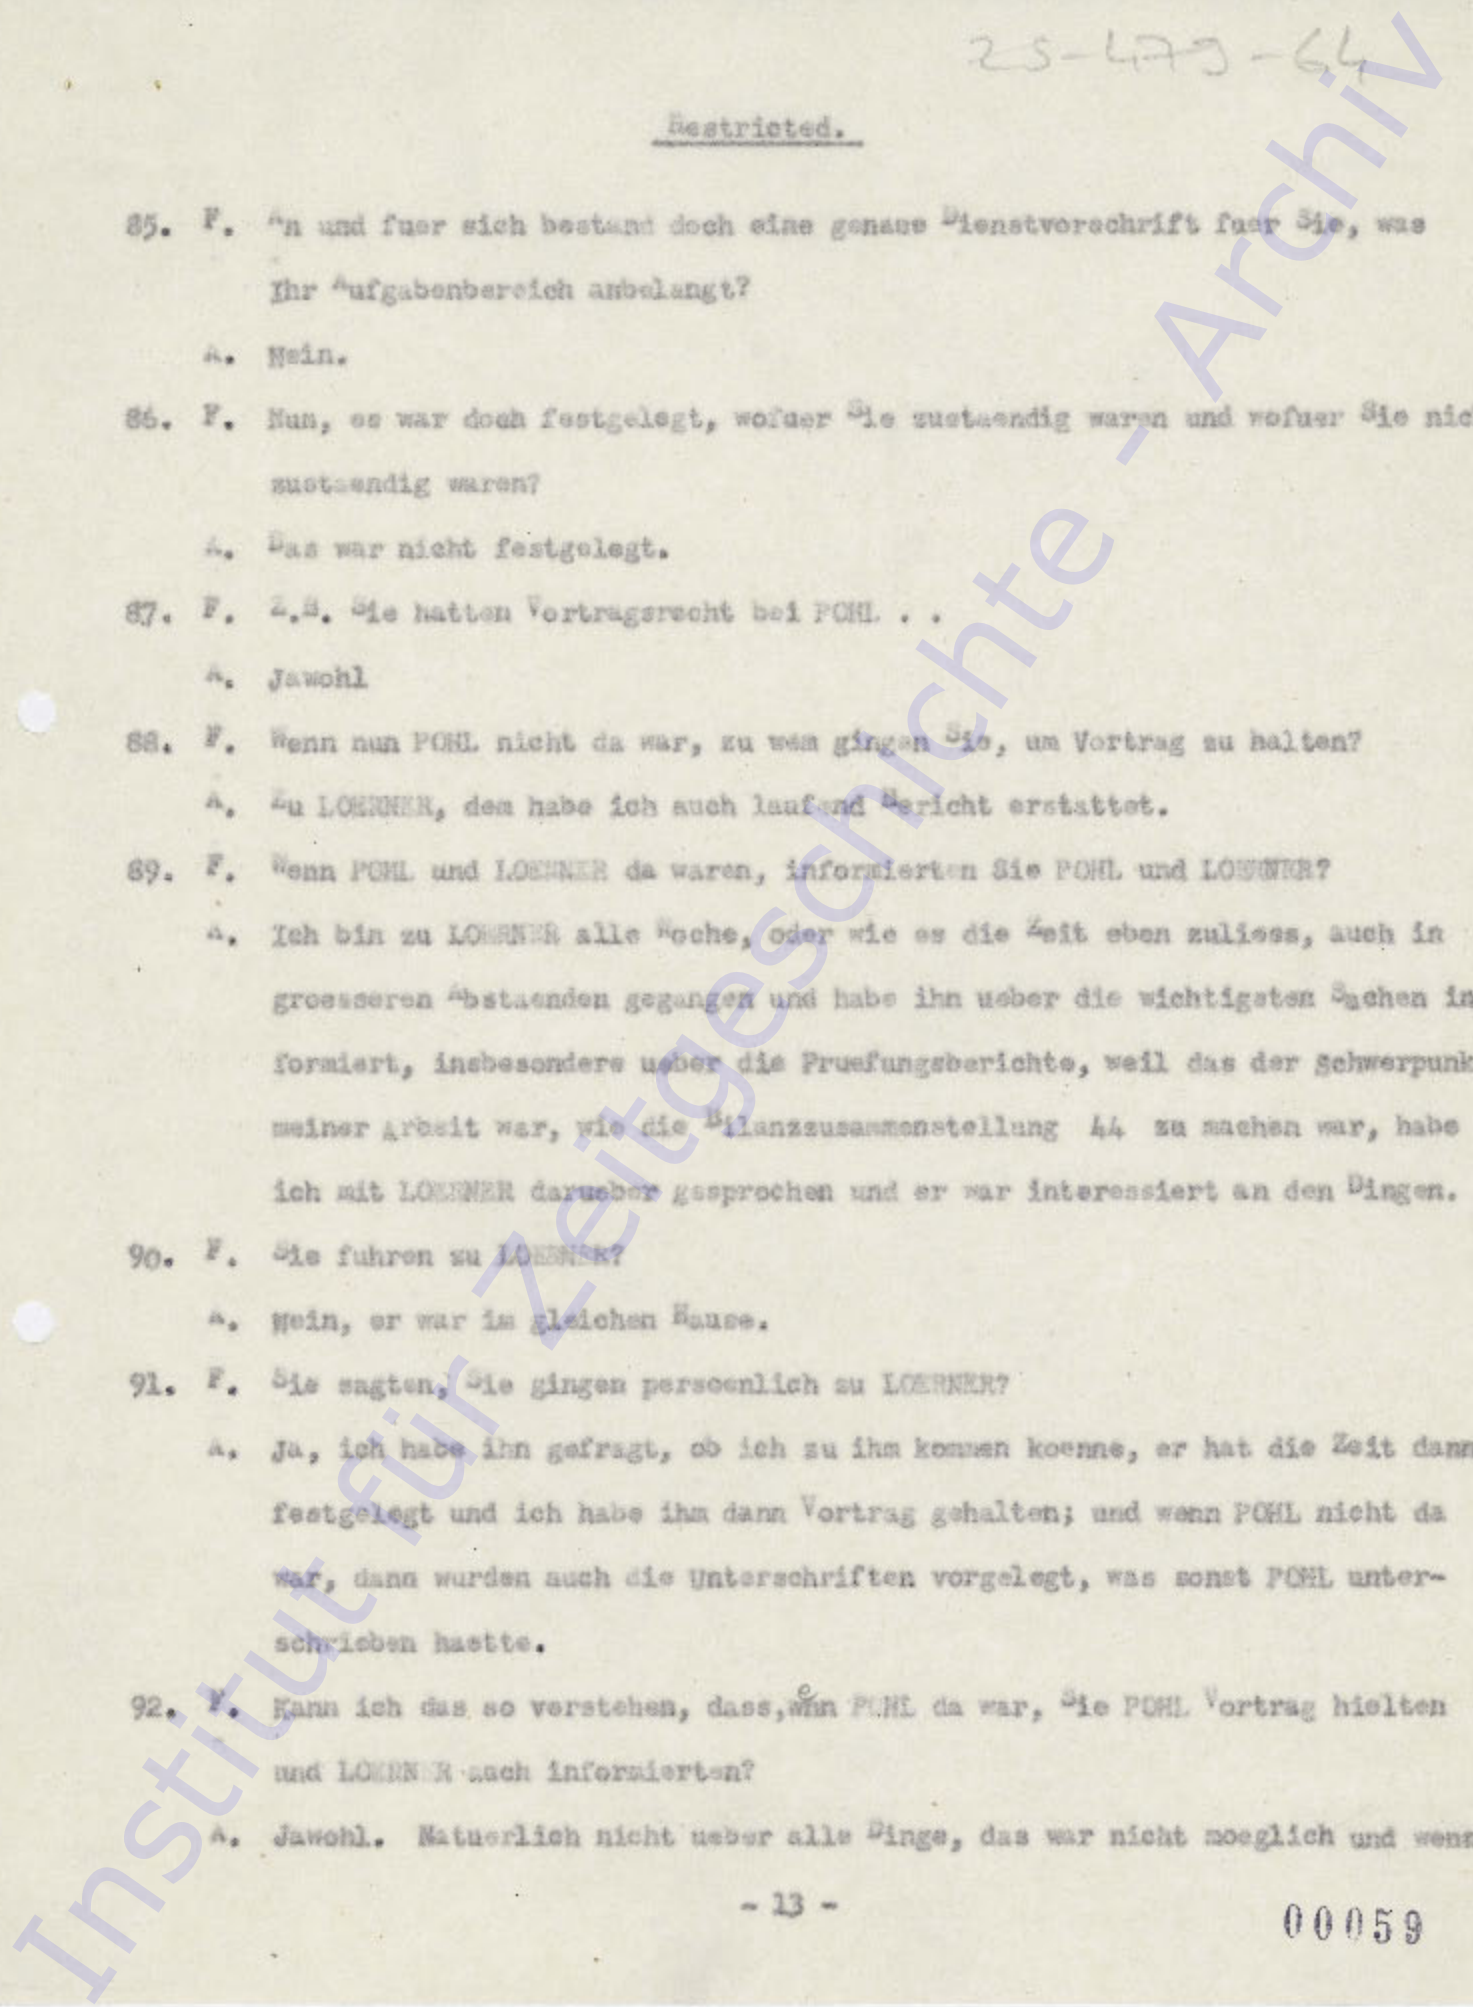 ZS-479-64
Restricted.
85. F. An und fuer sich bestand doch eine genaue Dienstvorschrift fuer Sie, was
Ihr Aufgabenbereich anbelangt?
A. Nein.
86. F. Nun, es war doch festgelegt, wofuer Sie zustaendig waren und wofuer Sie nic
zustaendig waren?
A. Das war nicht festgelegt.
87. F. Z.B. Sie hatten Vortragsrecht bei POHL . .
A. Jawohl
88. F. Wenn nun POHL nicht da war, zu wem gingen Sie, um Vortrag zu halten?
A. Zu LOERNER, dem habe ich auch laufend Bericht erstattet.
89. F. Wenn POHL und LOERNER da waren, informierten Sie POHL und LOERNER?
A. Ich bin zu LOERNER alle Woche, oder wie es die Zeit eben zuliess, auch in
groesseren Abstaenden gegangen und habe ihn ueber die wichtigsten Sachen in
formiert, insbesondere ueber die Pruefungsberichte, weil das der Schwerpunk
meiner Arbeit war, wie die Bilanzzusammenstellung 44 zu machen war, habe
ich mit LOERNER darueber gesprochen und er war interessiert an den Dingen.
90. F. Sie fuhren zu LOERNER?
A. Nein, er war im gleichen Hause.
91. F. Sie sagten, Sie gingen persoenlich zu LOERNER?
A. Ja, ich habe ihn gefragt, ob ich zu ihm kommen koenne, er hat die Zeit dann
festgelegt und ich habe ihm dann Vortrag gehalten; und wenn POHL nicht da
war, dann wurden auch die Unterschriften vorgelegt, was sonst POHL unter-
schrieben haette.
92. F. Kann ich das so verstehen, dass, wenn POHL da war, Sie POHL Vortrag hielten
und LOERNER auch informierten?
A. Jawohl. Natuerlich nicht ueber alle Dinge, das war nicht moeglich und wenn
- 13 -
00059
Institut für Zeitgeschichte - Archiv